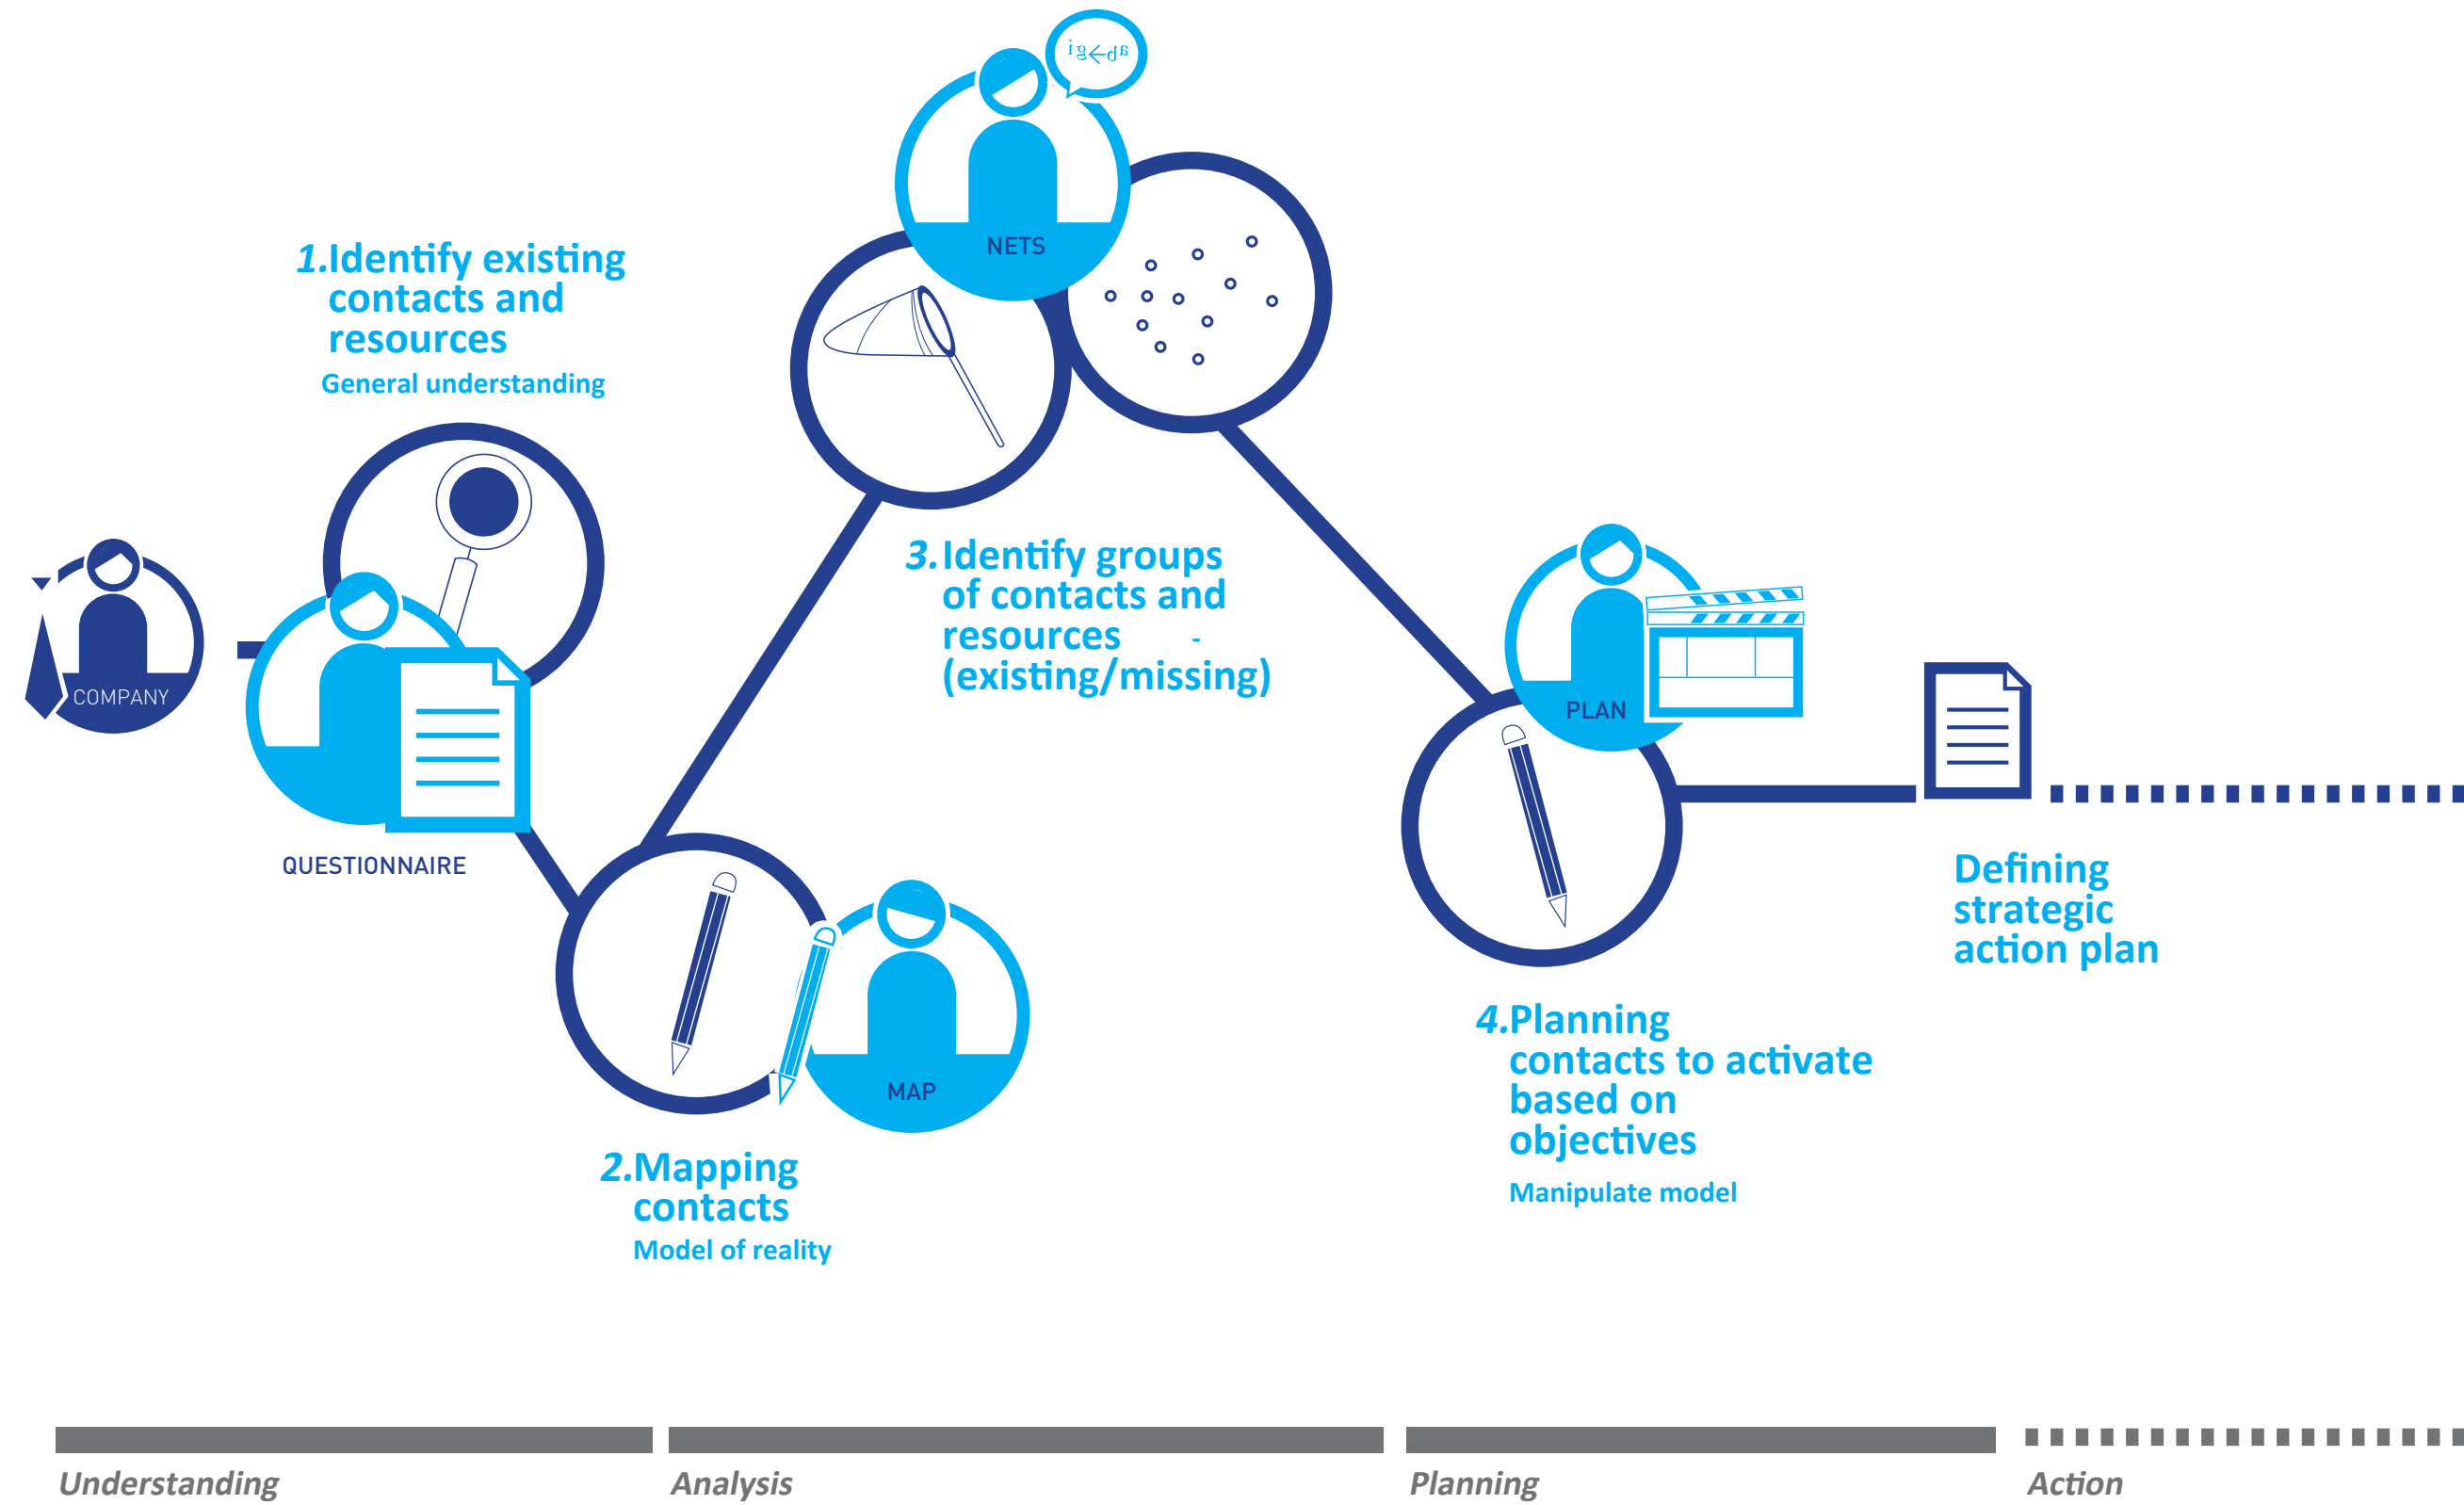 1.Identify existing
contacts and
resources
General understanding
COMPANY
QUESTIONNAIRE
2.Mapping
contacts
Model of reality
MAP
NETS
ab→gi
3.Identify groups
of contacts and
resources -
(existing/missing)
PLAN
4.Planning
contacts to activate
based on
objectives
Manipulate model
Defining
strategic
action plan
Understanding
Analysis
Planning
Action